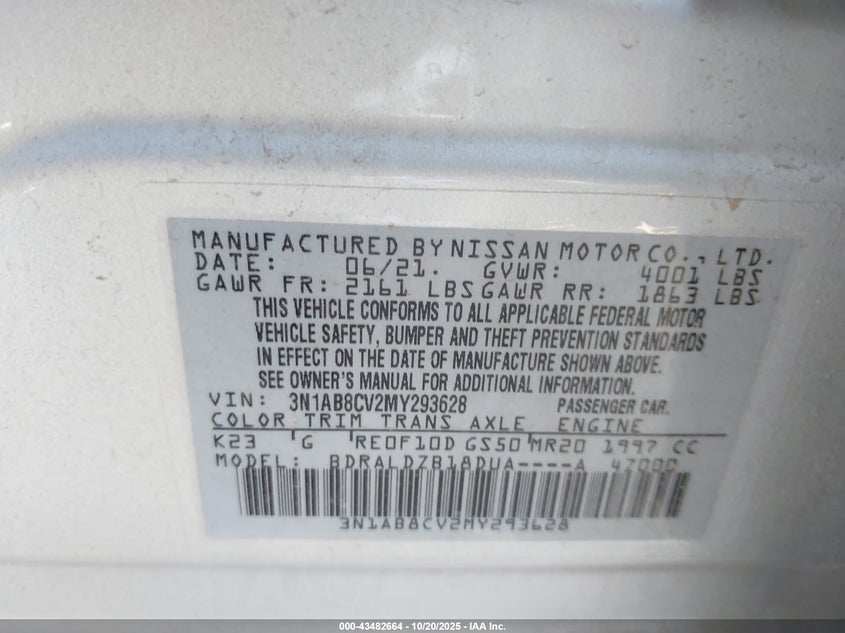 MANUFACTURED BY NISSAN MOTOR CO., LTD.
DATE: 06/21. GVWR: 4001 LBS
GAWR FR: 2161 LBS GAWR RR: 1863 LBS
THIS VEHICLE CONFORMS TO ALL APPLICABLE FEDERAL MOTOR
VEHICLE SAFETY, BUMPER AND THEFT PREVENTION STANDARDS
IN EFFECT ON THE DATE OF MANUFACTURE SHOWN ABOVE.
SEE OWNER'S MANUAL FOR ADDITIONAL INFORMATION.
VIN: 3N1AB8CV2MY293628 PASSENGER CAR.
COLOR TRIM TRANS AXLE ENGINE
K23 G RE0F10D GS50 MR20 1997 CC
MODEL: BDRALDZB18DUA----A 47000
3N1AB8CV2MY293628
000-43482664 - 10/20/2025 - IAA Inc.